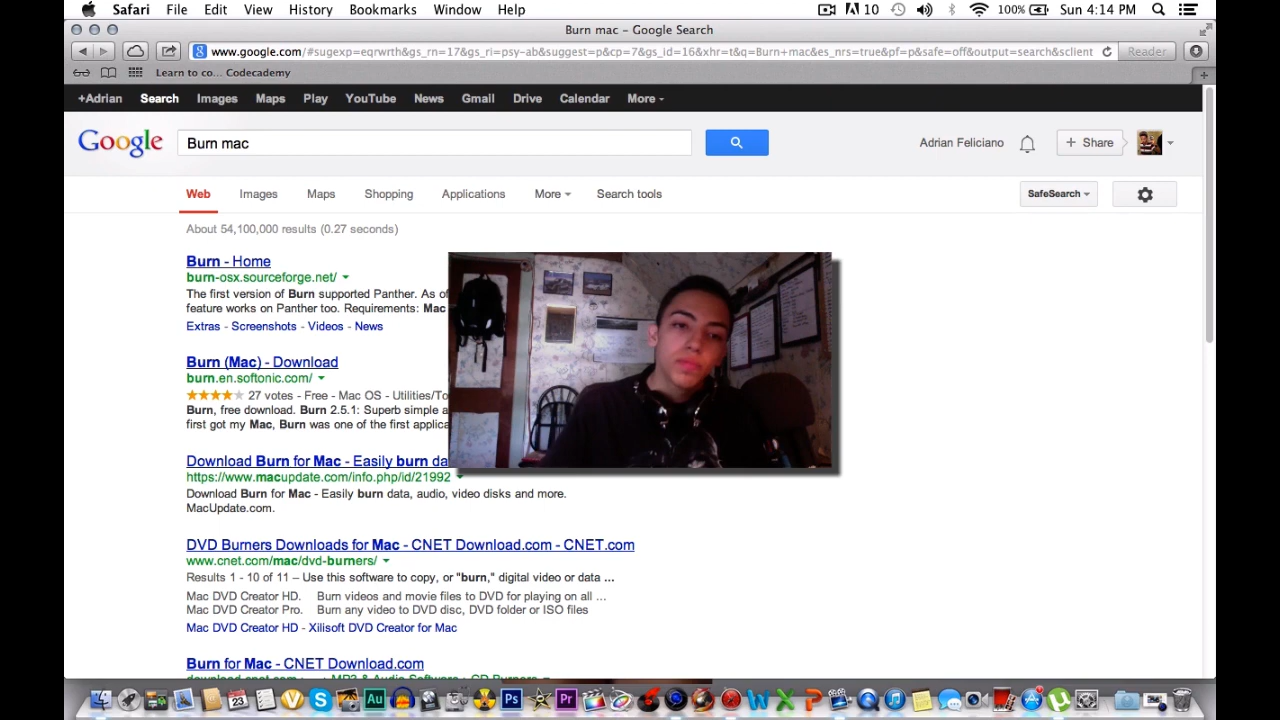 Safari File Edit View History Bookmarks Window Help 10 100% Sun 4:14 PM
Burn mac – Google Search
www.google.com/#sugexp=eqrwrth&gs_rn=17&gs_ri=psy-ab&suggest=p&cp=7&gs_id=16&xhr=t&q=Burn+mac&es_nrs=true&pf=p&safe=off&output=search&sclient Reader
Learn to co... Codecademy
+Adrian Search Images Maps Play YouTube News Gmail Drive Calendar More
Google Burn mac Adrian Feliciano + Share
Web Images Maps Shopping Applications More Search tools SafeSearch
About 54,100,000 results (0.27 seconds)
Burn - Home
burn-osx.sourceforge.net/
The first version of Burn supported Panther. As of
feature works on Panther too. Requirements: Mac
Extras - Screenshots - Videos - News
Burn (Mac) - Download
burn.en.softonic.com/
27 votes - Free - Mac OS - Utilities/To
Burn, free download. Burn 2.5.1: Superb simple a
first got my Mac, Burn was one of the first applica
Download Burn for Mac - Easily burn da
https://www.macupdate.com/info.php/id/21992
Download Burn for Mac - Easily burn data, audio, video disks and more.
MacUpdate.com.
DVD Burners Downloads for Mac - CNET Download.com - CNET.com
www.cnet.com/mac/dvd-burners/
Results 1 - 10 of 11 – Use this software to copy, or "burn," digital video or data ...
Mac DVD Creator HD. Burn videos and movie files to DVD for playing on all ...
Mac DVD Creator Pro. Burn any video to DVD disc, DVD folder or ISO files
Mac DVD Creator HD - Xilisoft DVD Creator for Mac
Burn for Mac - CNET Download.com
23 Au Ps Pr